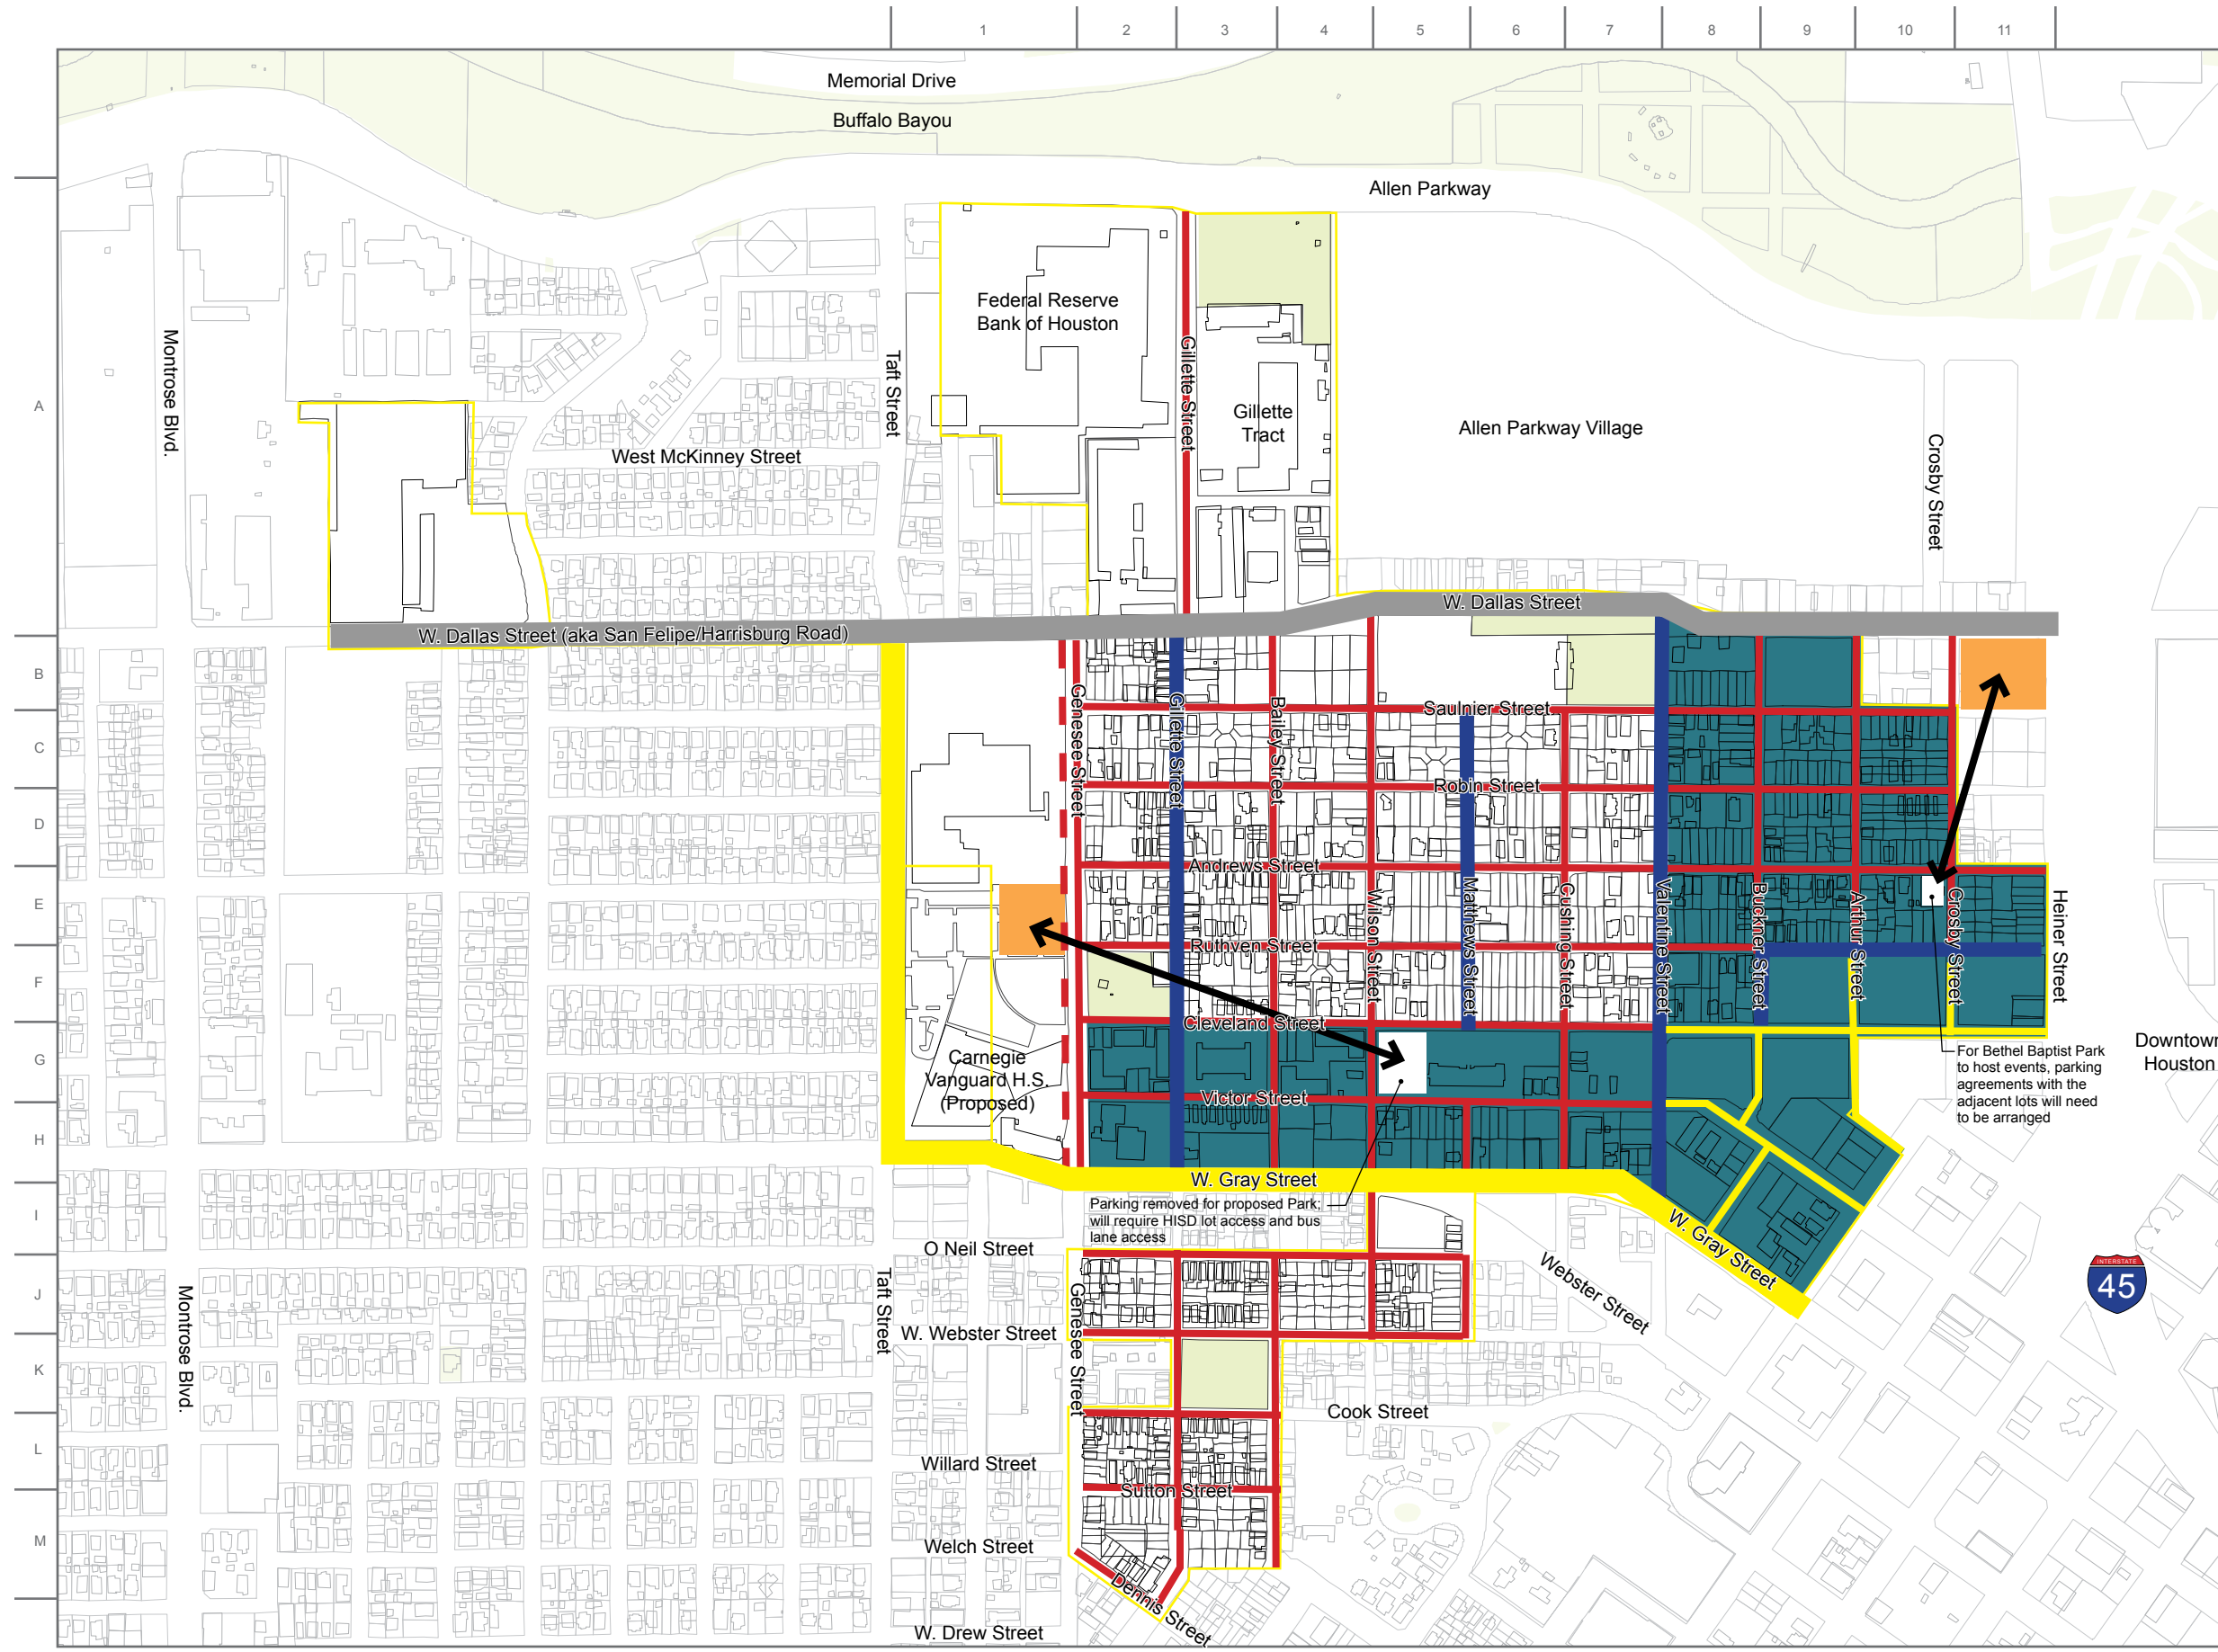 1 2 3 4 5 6 7 8 9 10 11
Memorial Drive
Buffalo Bayou
Allen Parkway
Federal Reserve
Bank of Houston
Gillette Street
Taft Street
Montrose Blvd.
A
Gillette
Tract
Allen Parkway Village
West McKinney Street
Crosby Street
W. Dallas Street
W. Dallas Street (aka San Felipe/Harrisburg Road)
B
Genesee Street
Gillette Street
Bailey Street
Saulnier Street
C
Robin Street
D
Andrews Street
E
Wilson Street
Matthews Street
Cushing Street
Valentine Street
Buckner Street
Arthur Street
Crosby Street
Heiner Street
Ruthven Street
F
Cleveland Street
G
Carnegie
Vanguard H.S.
(Proposed)
For Bethel Baptist Park
to host events, parking
agreements with the
adjacent lots will need
to be arranged
Downtown
Houston
Victor Street
H
W. Gray Street
Parking removed for proposed Park;
will require HISD lot access and bus
lane access
I
W. Gray Street
O Neil Street
Webster Street
INTERSTATE
45
J
Montrose Blvd.
Taft Street
Genesee Street
W. Webster Street
K
Cook Street
L
Willard Street
Sutton Street
M
Welch Street
Dennis Street
W. Drew Street